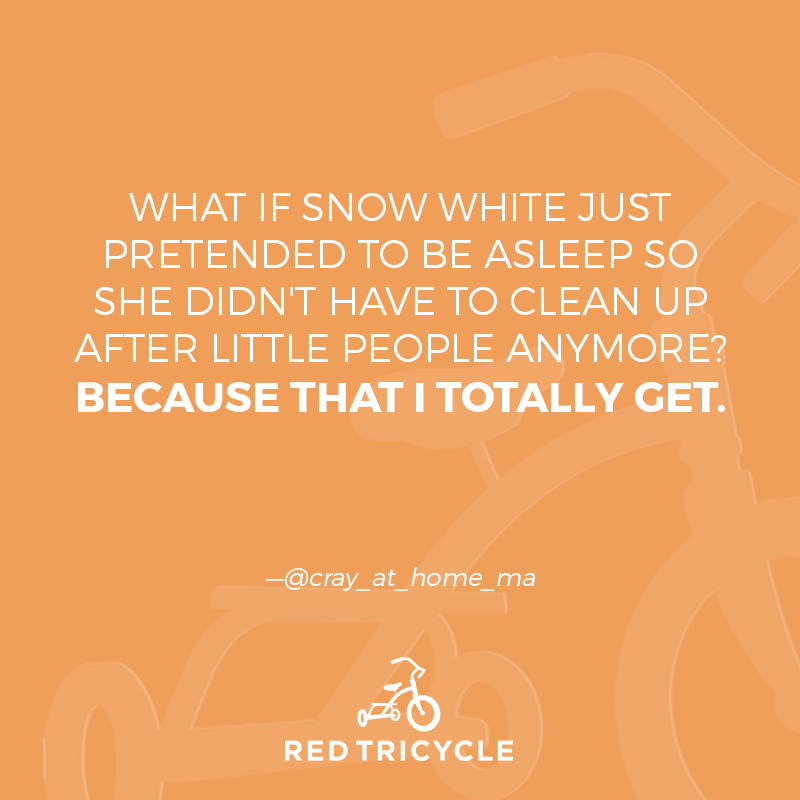 WHAT IF SNOW WHITE JUST
PRETENDED TO BE ASLEEP SO
SHE DIDN'T HAVE TO CLEAN UP
AFTER LITTLE PEOPLE ANYMORE?
BECAUSE THAT I TOTALLY GET.
—@cray_at_home_ma
RED TRICYCLE